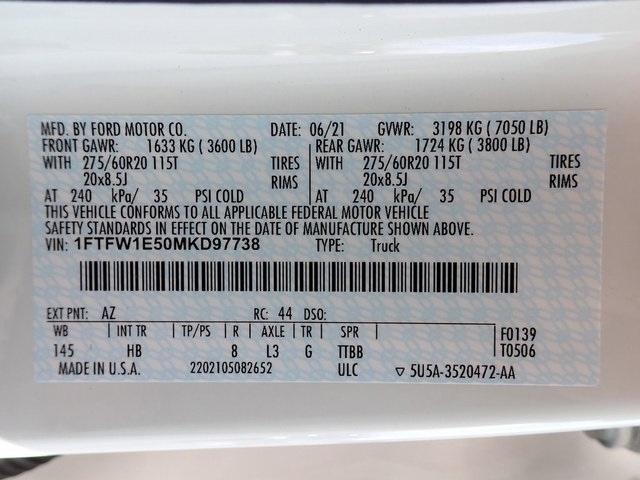 MFD. BY FORD MOTOR CO. DATE: 06/21 GVWR: 3198 KG ( 7050 LB)
FRONT GAWR: 1633 KG ( 3600 LB) REAR GAWR: 1724 KG ( 3800 LB)
WITH 275/60R20 115T TIRES WITH 275/60R20 115T TIRES
20x8.5J RIMS 20x8.5J RIMS
AT 240 kPa/ 35 PSI COLD AT 240 kPa/ 35 PSI COLD
THIS VEHICLE CONFORMS TO ALL APPLICABLE FEDERAL MOTOR VEHICLE
SAFETY STANDARDS IN EFFECT ON THE DATE OF MANUFACTURE SHOWN ABOVE.
VIN: 1FTFW1E50MKD97738 TYPE: Truck
EXT PNT: AZ RC: 44 DSO:
WB INT TR TP/PS R AXLE TR SPR F0139
145 HB 8 L3 G TTBB T0506
MADE IN U.S.A. 2202105082652 ULC ▽ 5U5A-3520472-AA